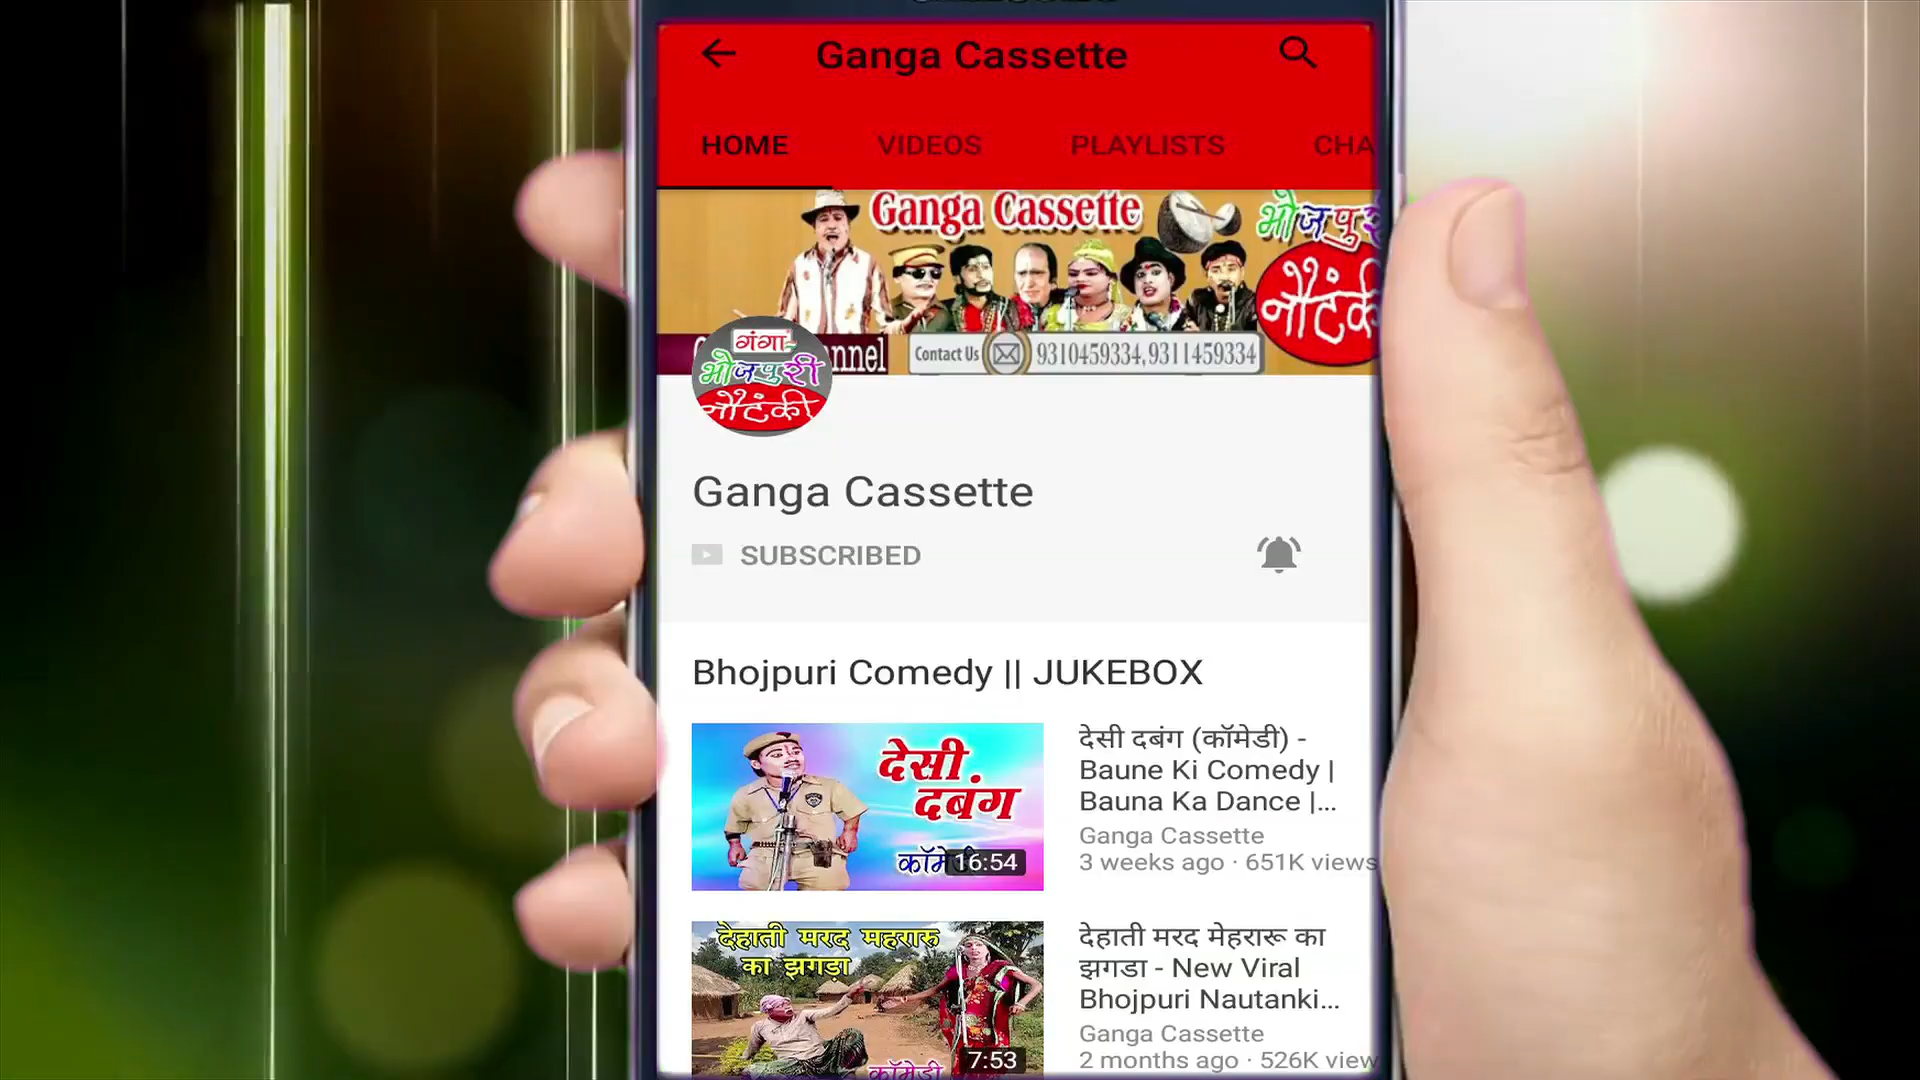 Ganga Cassette
HOME VIDEOS PLAYLISTS CHA
Ganga Cassette
भोजपुरी
नौटंकी
nnel
Contact Us 9310459334,9311459334
गंगा
भोजपुरी
नौटंकी
Ganga Cassette
SUBSCRIBED
Bhojpuri Comedy || JUKEBOX
देसी
दबंग
कॉमेडी
16:54
देसी दबंग (कॉमेडी) -
Baune Ki Comedy |
Bauna Ka Dance |...
Ganga Cassette
3 weeks ago · 651K views
देहाती मरद महरारु
का झगड़ा
कॉमेडी
7:53
देहाती मरद मेहरारू का
झगडा - New Viral
Bhojpuri Nautanki...
Ganga Cassette
2 months ago · 526K view